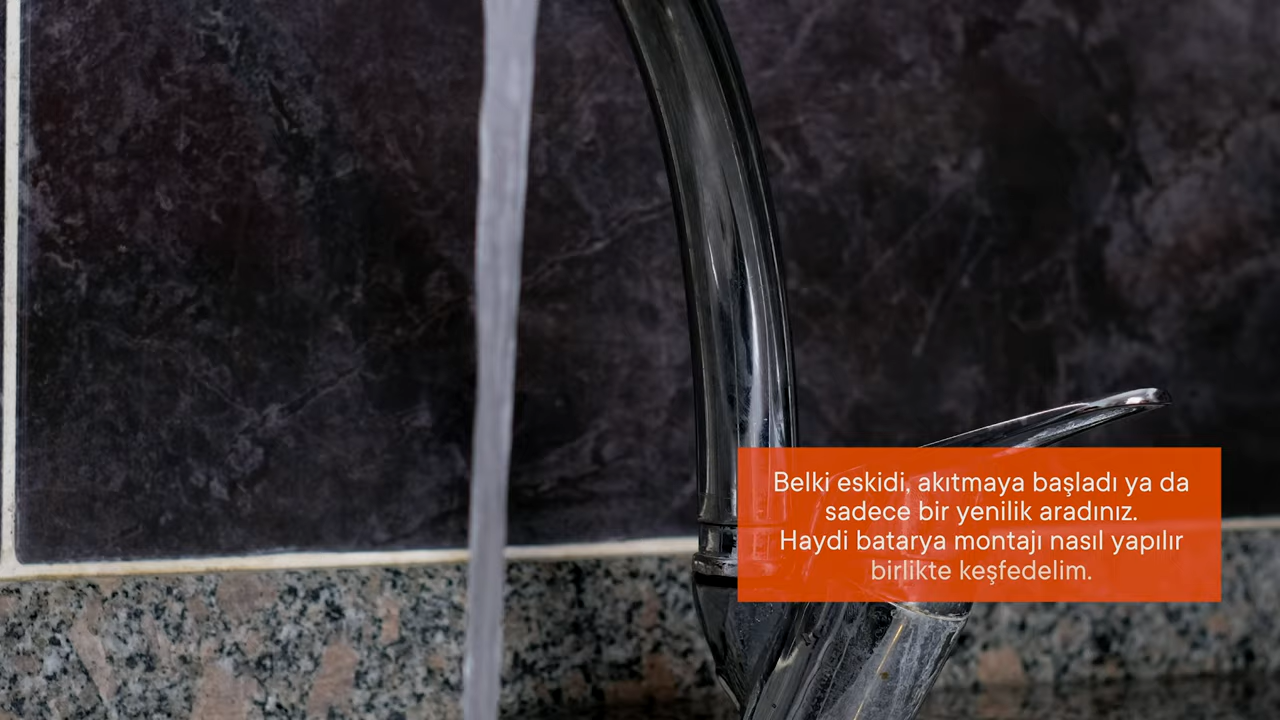 Belki eskidi, akıtmaya başladı ya da
sadece bir yenilik aradınız.
Haydi batarya montajı nasıl yapılır
birlikte keşfedelim.